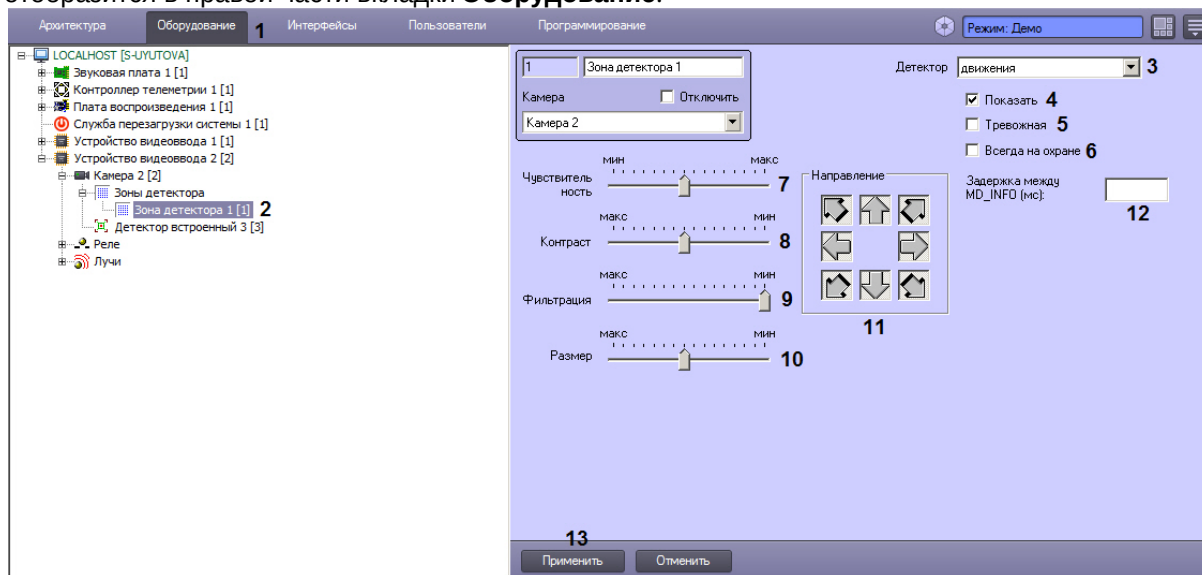 отобразится в правой части вкладки Оборудование.
Архитектура Оборудование 1 Интерфейсы Пользователи Программирование Режим: Демо
LOCALHOST [S-UYUTOVA]
Звуковая плата 1 [1]
Контроллер телеметрии 1 [1]
Плата воспроизведения 1 [1]
Служба перезагрузки системы 1 [1]
Устройство видеоввода 1 [1]
Устройство видеоввода 2 [2]
Камера 2 [2]
Зоны детектора
Зона детектора 1 [1] 2
Детектор встроенный 3 [3]
Реле
Лучи
1 Зона детектора 1
Камера Отключить
Камера 2
Детектор движения 3
Показать 4
Тревожная 5
Всегда на охране 6
Задержка между
MD_INFO (мс):
12
мин макс
Чувствитель
ность
7
макс мин
Контраст 8
макс мин
Фильтрация 9
макс мин
Размер 10
Направление
11
13
Применить Отменить